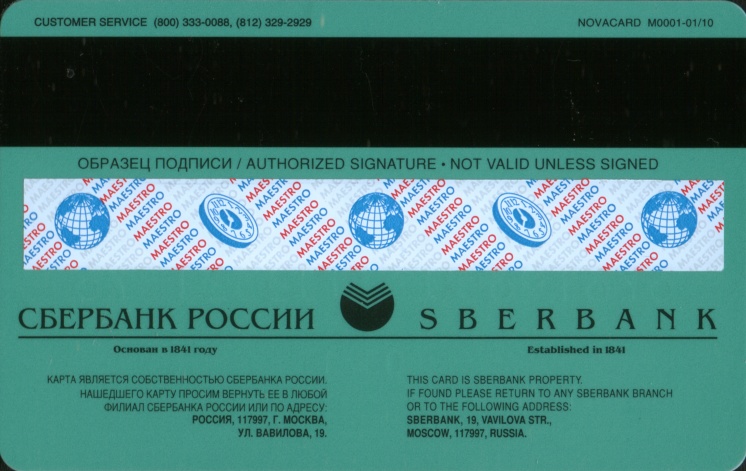 CUSTOMER SERVICE (800) 333-0088, (812) 329-2929
NOVACARD M0001-01/10
ОБРАЗЕЦ ПОДПИСИ / AUTHORIZED SIGNATURE • NOT VALID UNLESS SIGNED
MAESTRO MAESTRO MAESTRO MAESTRO MAESTRO
СБЕРБАНК РОССИИ
SBERBANK
Основан в 1841 году
Established in 1841
КАРТА ЯВЛЯЕТСЯ СОБСТВЕННОСТЬЮ СБЕРБАНКА РОССИИ.
НАШЕДШЕГО КАРТУ ПРОСИМ ВЕРНУТЬ ЕЕ В ЛЮБОЙ
ФИЛИАЛ СБЕРБАНКА РОССИИ ИЛИ ПО АДРЕСУ:
РОССИЯ, 117997, Г. МОСКВА,
УЛ. ВАВИЛОВА, 19.
THIS CARD IS SBERBANK PROPERTY.
IF FOUND PLEASE RETURN TO ANY SBERBANK BRANCH
OR TO THE FOLLOWING ADDRESS:
SBERBANK, 19, VAVILOVA STR.,
MOSCOW, 117997, RUSSIA.